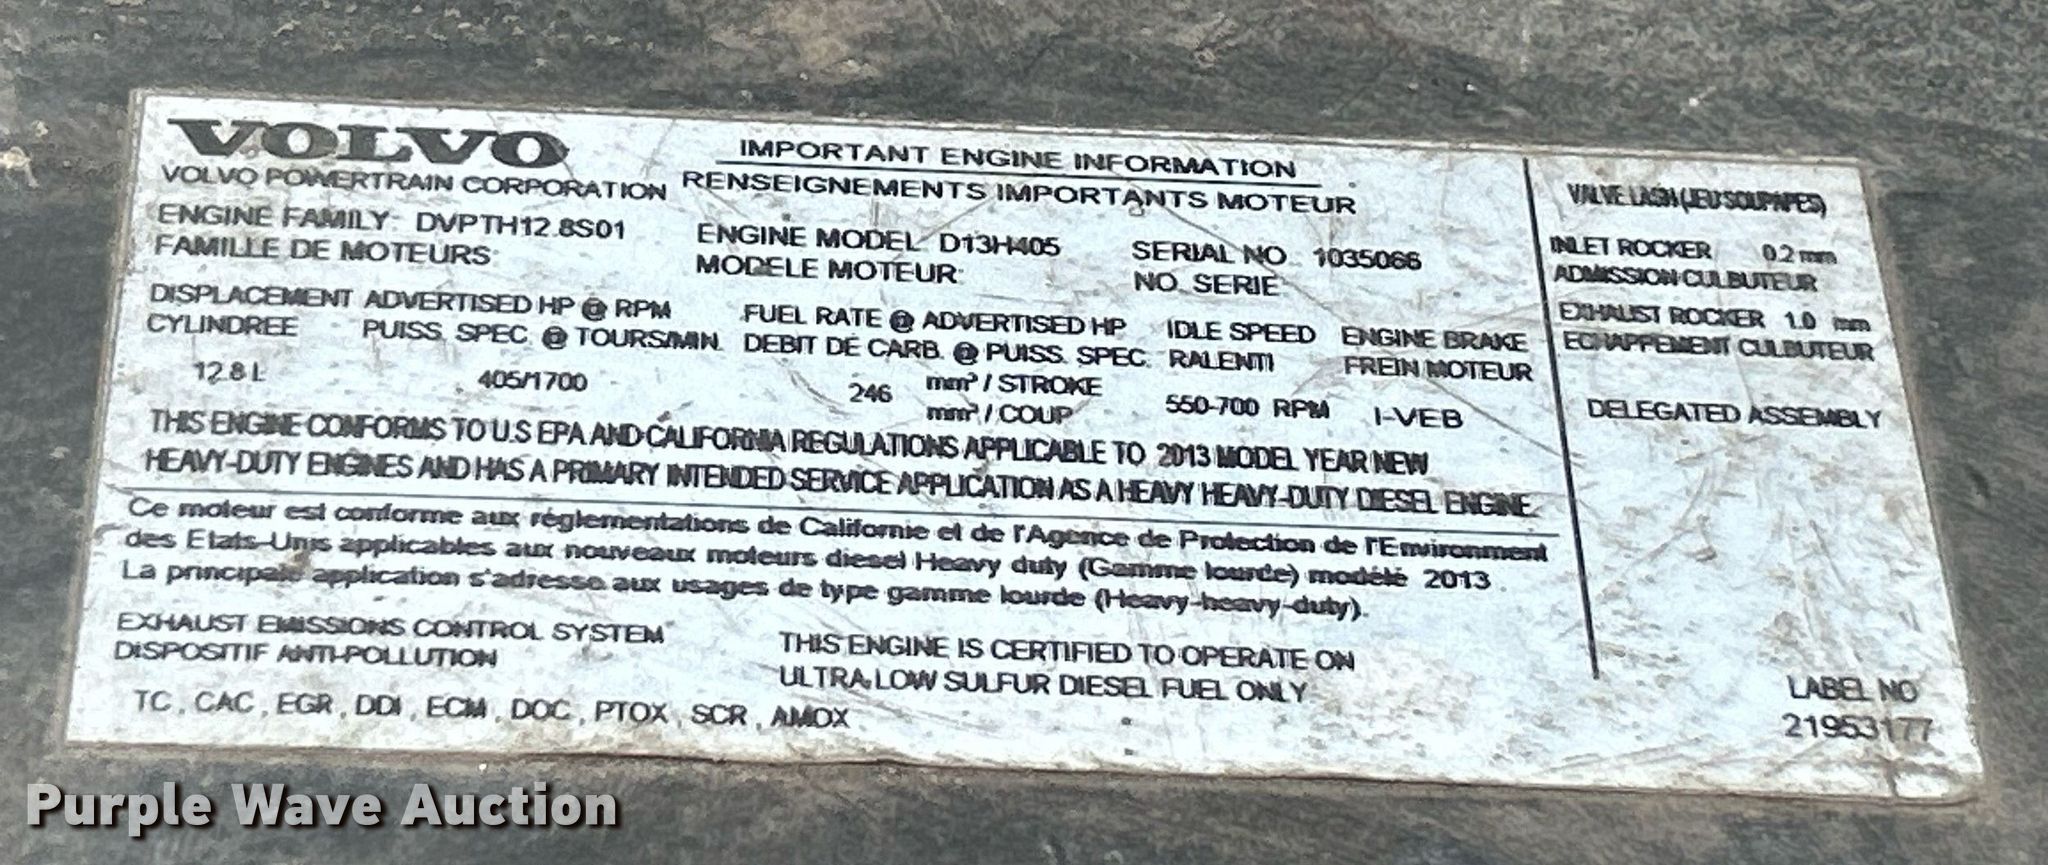 VOLVO
VOLVO POWERTRAIN CORPORATION
IMPORTANT ENGINE INFORMATION
RENSEIGNEMENTS IMPORTANTS MOTEUR
ENGINE FAMILY: DVPTH12.8S01
FAMILLE DE MOTEURS:
ENGINE MODEL: D13H405
MODELE MOTEUR:
SERIAL NO. : 1035066
NO. SERIE
DISPLACEMENT
CYLINDREE
12.8 L
ADVERTISED HP @ RPM
PUISS. SPEC. @ TOURS/MIN.
405/1700
FUEL RATE @ ADVERTISED HP
DEBIT DE CARB. @ PUISS. SPEC.
246 mm³ / STROKE
mm³ / COUP
IDLE SPEED
RALENTI
550-700 RPM
ENGINE BRAKE
FREIN MOTEUR
I-VEB
THIS ENGINE CONFORMS TO U.S EPA AND CALIFORNIA REGULATIONS APPLICABLE TO 2013 MODEL YEAR NEW
HEAVY-DUTY ENGINES AND HAS A PRIMARY INTENDED SERVICE APPLICATION AS A HEAVY HEAVY-DUTY DIESEL ENGINE.
Ce moteur est conforme aux réglementations de Californie et de l'Agence de Protection de l'Environment
des Etats-Unis applicables aux nouveaux moteurs diesel Heavy duty (Gamme lourde) modélé 2013.
La principale application s'adresse aux usages de type gamme lourde (Heavy-heavy-duty).
EXHAUST EMISSIONS CONTROL SYSTEM
DISPOSITIF ANTI-POLLUTION
TC , CAC , EGR , DDI , ECM , DOC , PTOX , SCR , AMOX
THIS ENGINE IS CERTIFIED TO OPERATE ON
ULTRA LOW SULFUR DIESEL FUEL ONLY
VALVE LASH (JEU SOUPAPES)
INLET ROCKER 0.2 mm
ADMISSION CULBUTEUR
EXHAUST ROCKER 1.0 mm
ECHAPPEMENT CULBUTEUR
DELEGATED ASSEMBLY
LABEL NO
21953177
Purple Wave Auction